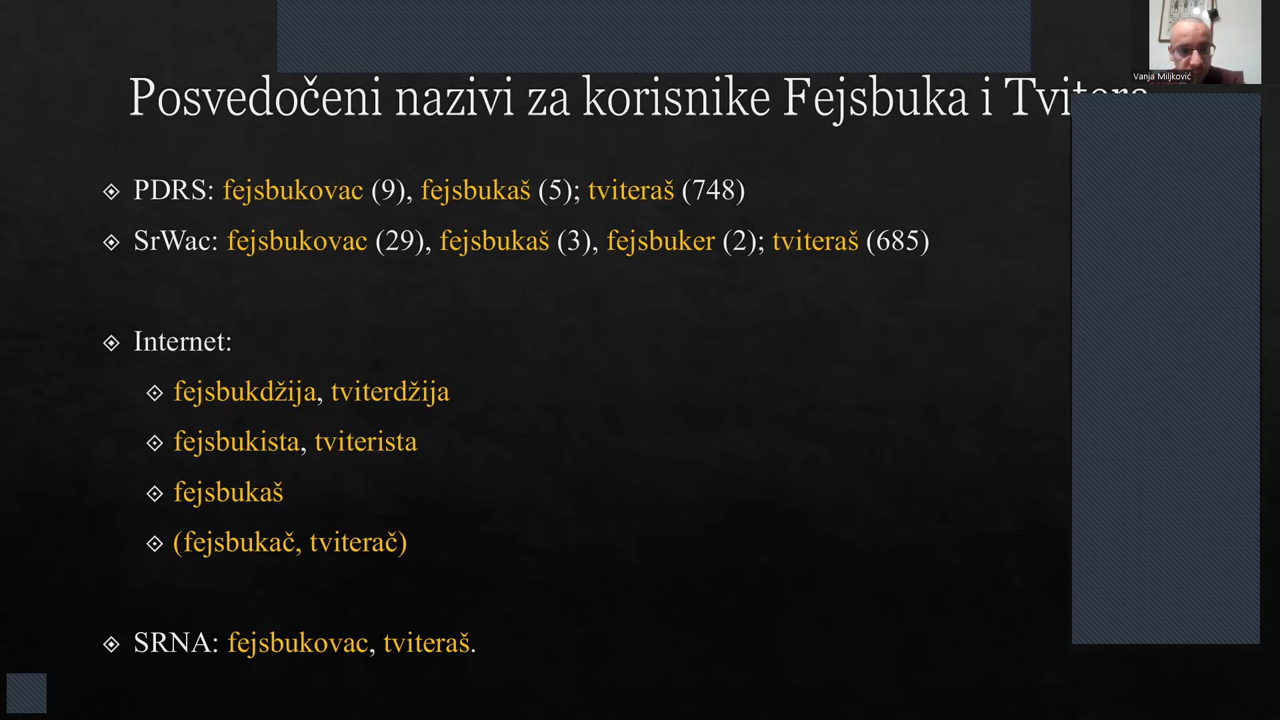 Posvedočeni nazivi za korisnike Fejsbuka i Tvitera
Vanja Miljković
PDRS: fejsbukovac (9), fejsbukaš (5); tviteraš (748)
SrWac: fejsbukovac (29), fejsbukaš (3), fejsbuker (2); tviteraš (685)
Internet:
fejsbukdžija, tviterdžija
fejsbukista, tviterista
fejsbukaš
(fejsbukač, tviterač)
SRNA: fejsbukovac, tviteraš.